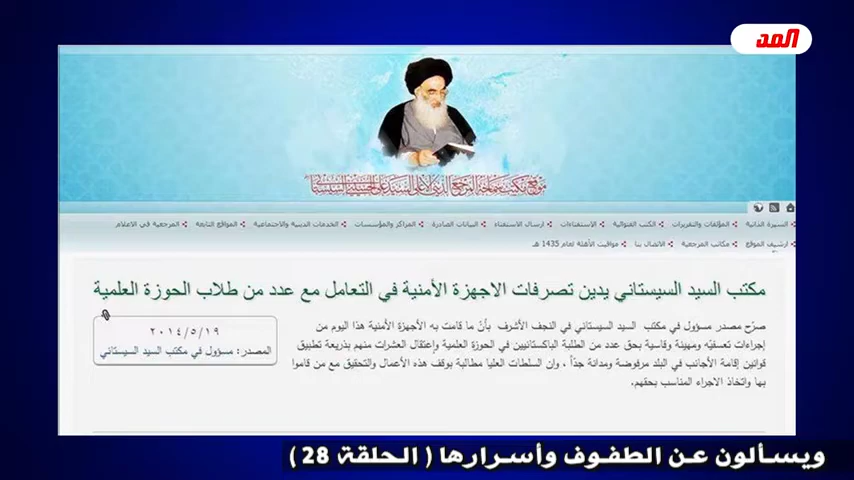 المد
موقع مكتب سماحة المرجع الديني الأعلى السيد علي الحسيني السيستاني
السيرة الذاتية المؤلفات والتقريرات الكتب الفتوائية الاستفتاءات ارسال الاستفتاء البيانات الصادرة المراكز والمؤسسات الخدمات الدينية والاجتماعية المواقع التابعة المرجعية في الاعلام
ارشيف الموقع مكاتب المرجعية الاتصال بنا مواقيت الأهلة لعام 1435 هـ
مكتب السيد السيستاني يدين تصرفات الاجهزة الأمنية في التعامل مع عدد من طلاب الحوزة العلمية
صرّح مصدر مسؤول في مكتب السيد السيستاني في النجف الأشرف بأنّ ما قامت به الأجهزة الأمنية هذا اليوم من
إجراءات تعسفيّه ومهينة وقاسية بحق عدد من الطلبة الباكستانيين في الحوزة العلمية وإعتقال العشرات منهم بذريعة تطبيق
قوانين إقامة الأجانب في البلد مرفوضة ومدانة جدّاً ، وإن السلطات العليا مطالبة بوقف هذه الأعمال والتحقيق مع من قاموا
بها واتخاذ الاجراء المناسب بحقهم.
٢٠١٤/٥/١٩
المصدر: مسؤول في مكتب السيد السيستاني
ويسألون عن الطفوف وأسرارها ( الحلقة 28 )